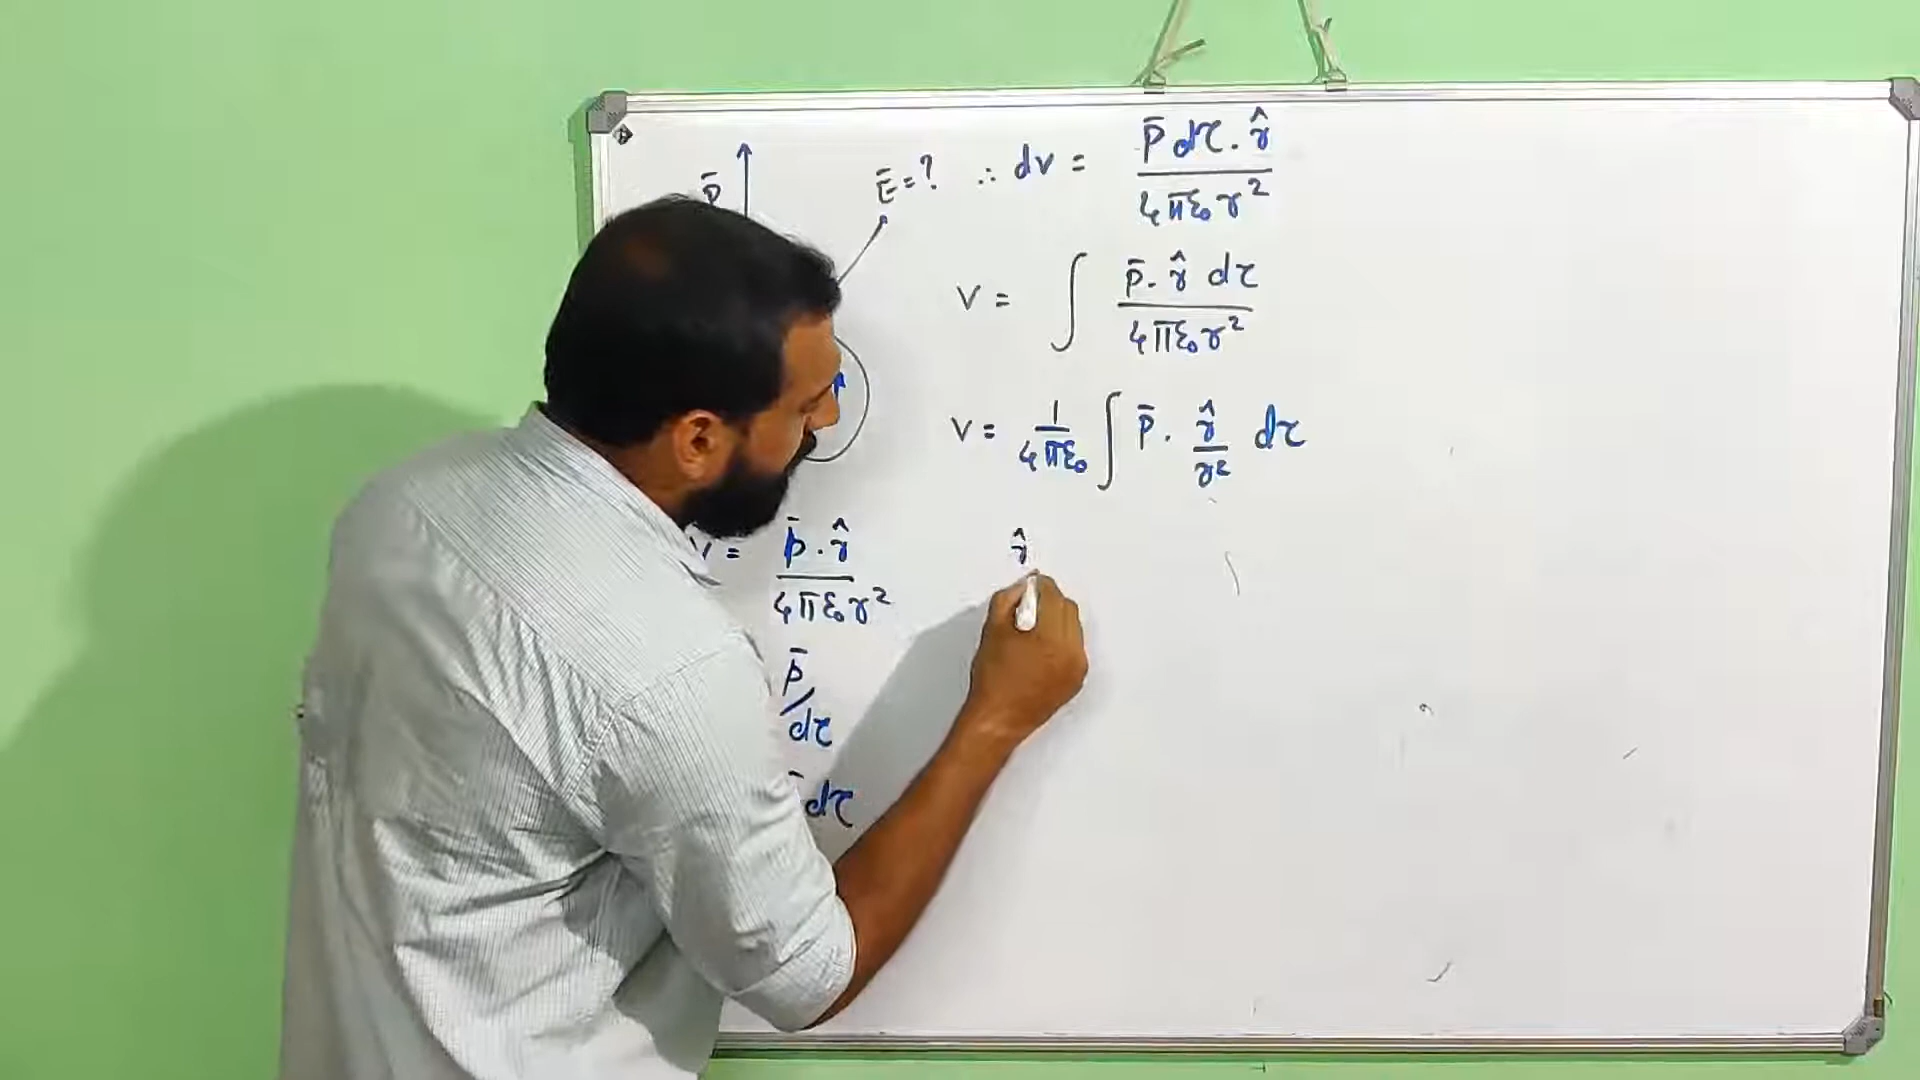 p̄
Ē = ?
∴ dv = p̄ dτ . r̂ / 4πε₀r²
v = ∫ p̄ . r̂ dτ / 4πε₀r²
v = 1/4πε₀ ∫ p̄ . r̂/r² dτ
v = p̄ . r̂ / 4πε₀r²
r̂
p̄ / dτ
dτ